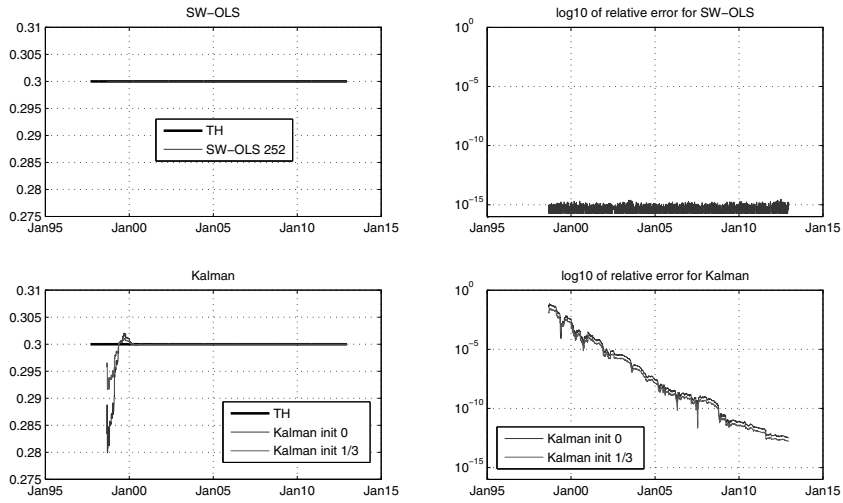 SW−OLS
0.31
0.305
0.3
0.295
0.29
0.285
0.28
0.275
Jan95
Jan00
Jan05
Jan10
Jan15
TH
SW−OLS 252
log10 of relative error for SW−OLS
10^0
10^−5
10^−10
10^−15
Jan95
Jan00
Jan05
Jan10
Jan15
Kalman
0.31
0.305
0.3
0.295
0.29
0.285
0.28
0.275
Jan95
Jan00
Jan05
Jan10
Jan15
TH
Kalman init 0
Kalman init 1/3
log10 of relative error for Kalman
10^0
10^−5
10^−10
10^−15
Jan95
Jan00
Jan05
Jan10
Jan15
Kalman init 0
Kalman init 1/3